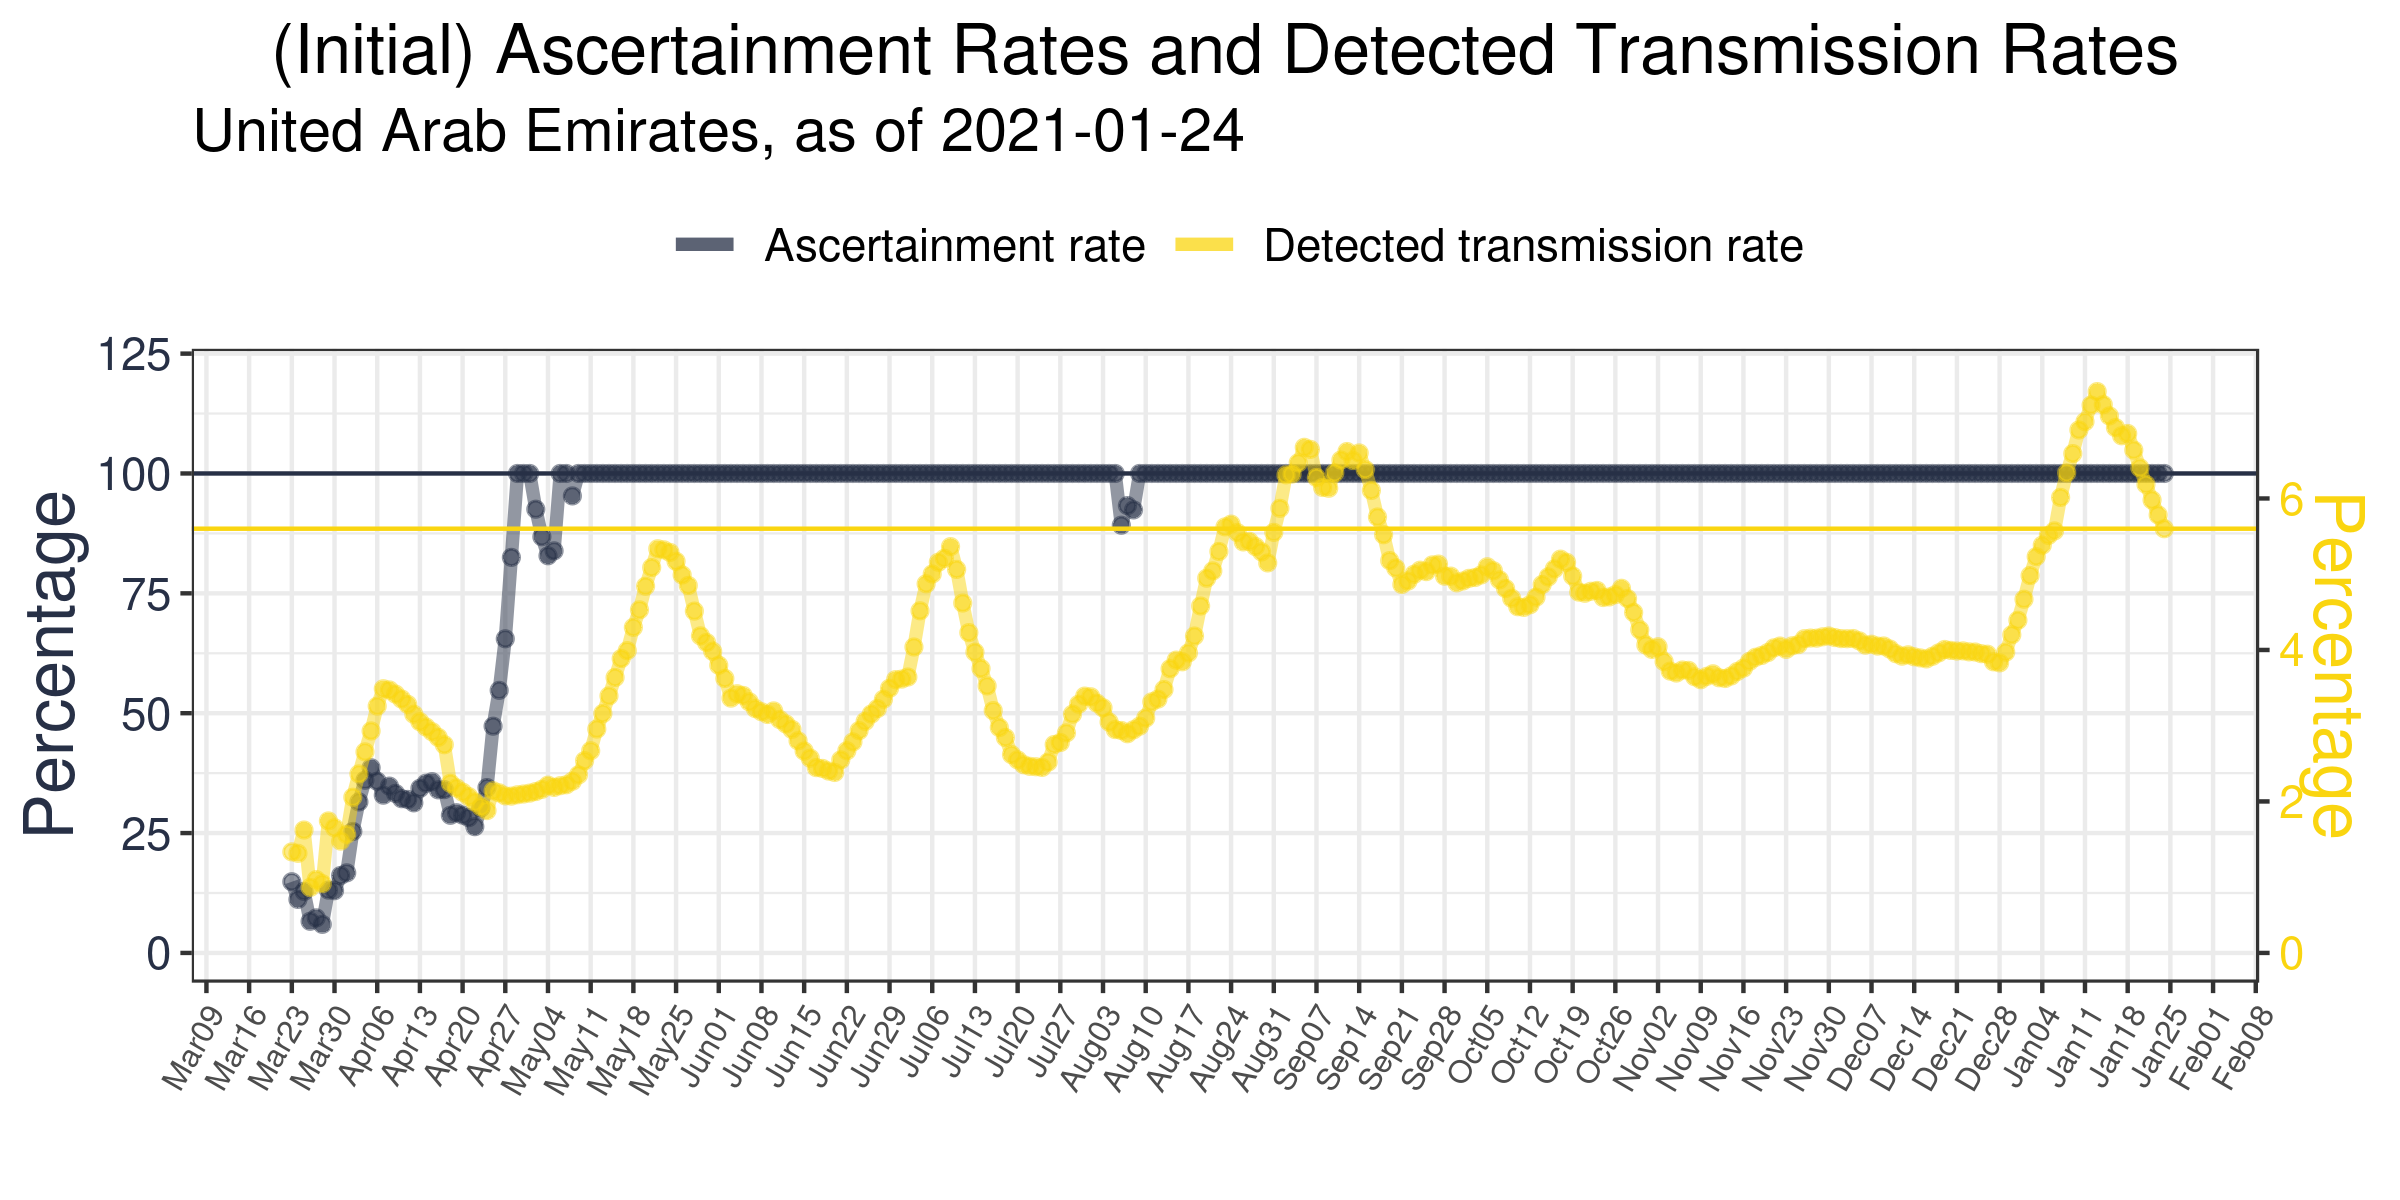 (Initial) Ascertainment Rates and Detected Transmission Rates
United Arab Emirates, as of 2021-01-24
Ascertainment rate
Detected transmission rate
Percentage
125
100
75
50
25
0
6
4
2
0
Percentage
Mar09
Mar16
Mar23
Mar30
Apr06
Apr13
Apr20
Apr27
May04
May11
May18
May25
Jun01
Jun08
Jun15
Jun22
Jun29
Jul06
Jul13
Jul20
Jul27
Aug03
Aug10
Aug17
Aug24
Aug31
Sep07
Sep14
Sep21
Sep28
Oct05
Oct12
Oct19
Oct26
Nov02
Nov09
Nov16
Nov23
Nov30
Dec07
Dec14
Dec21
Dec28
Jan04
Jan11
Jan18
Jan25
Feb01
Feb08